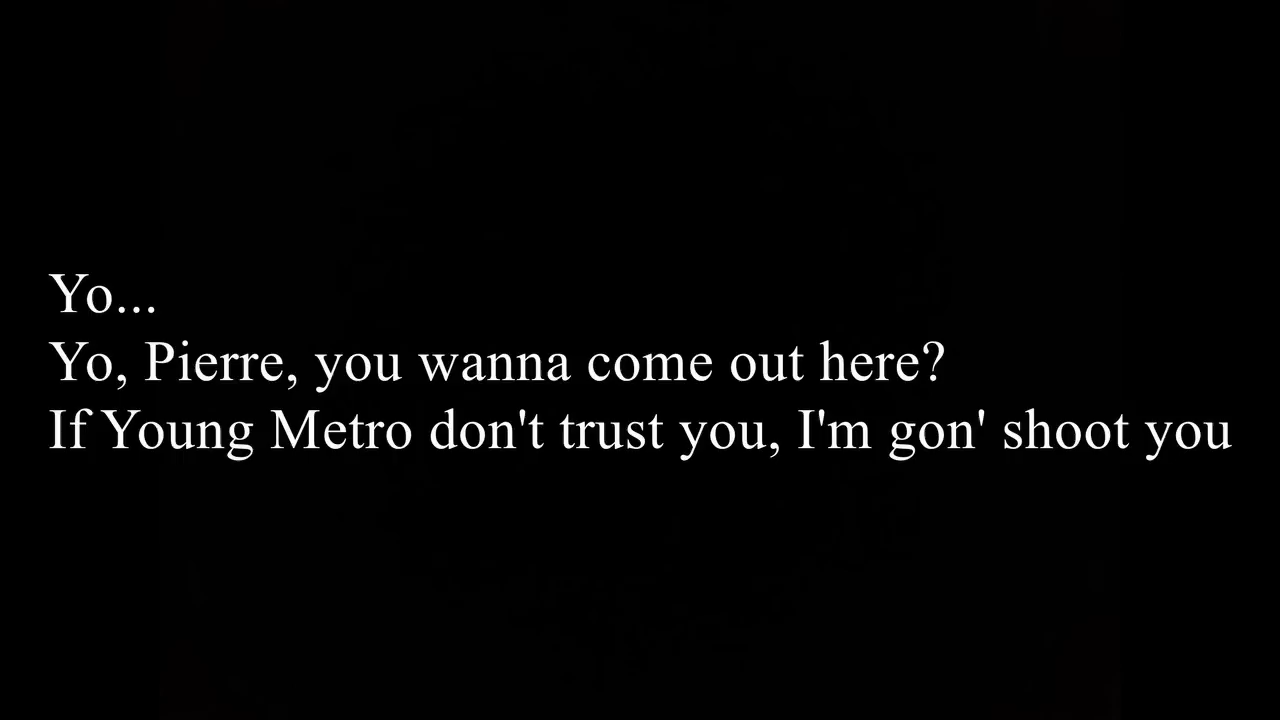 Yo...
Yo, Pierre, you wanna come out here?
If Young Metro don't trust you, I'm gon' shoot you